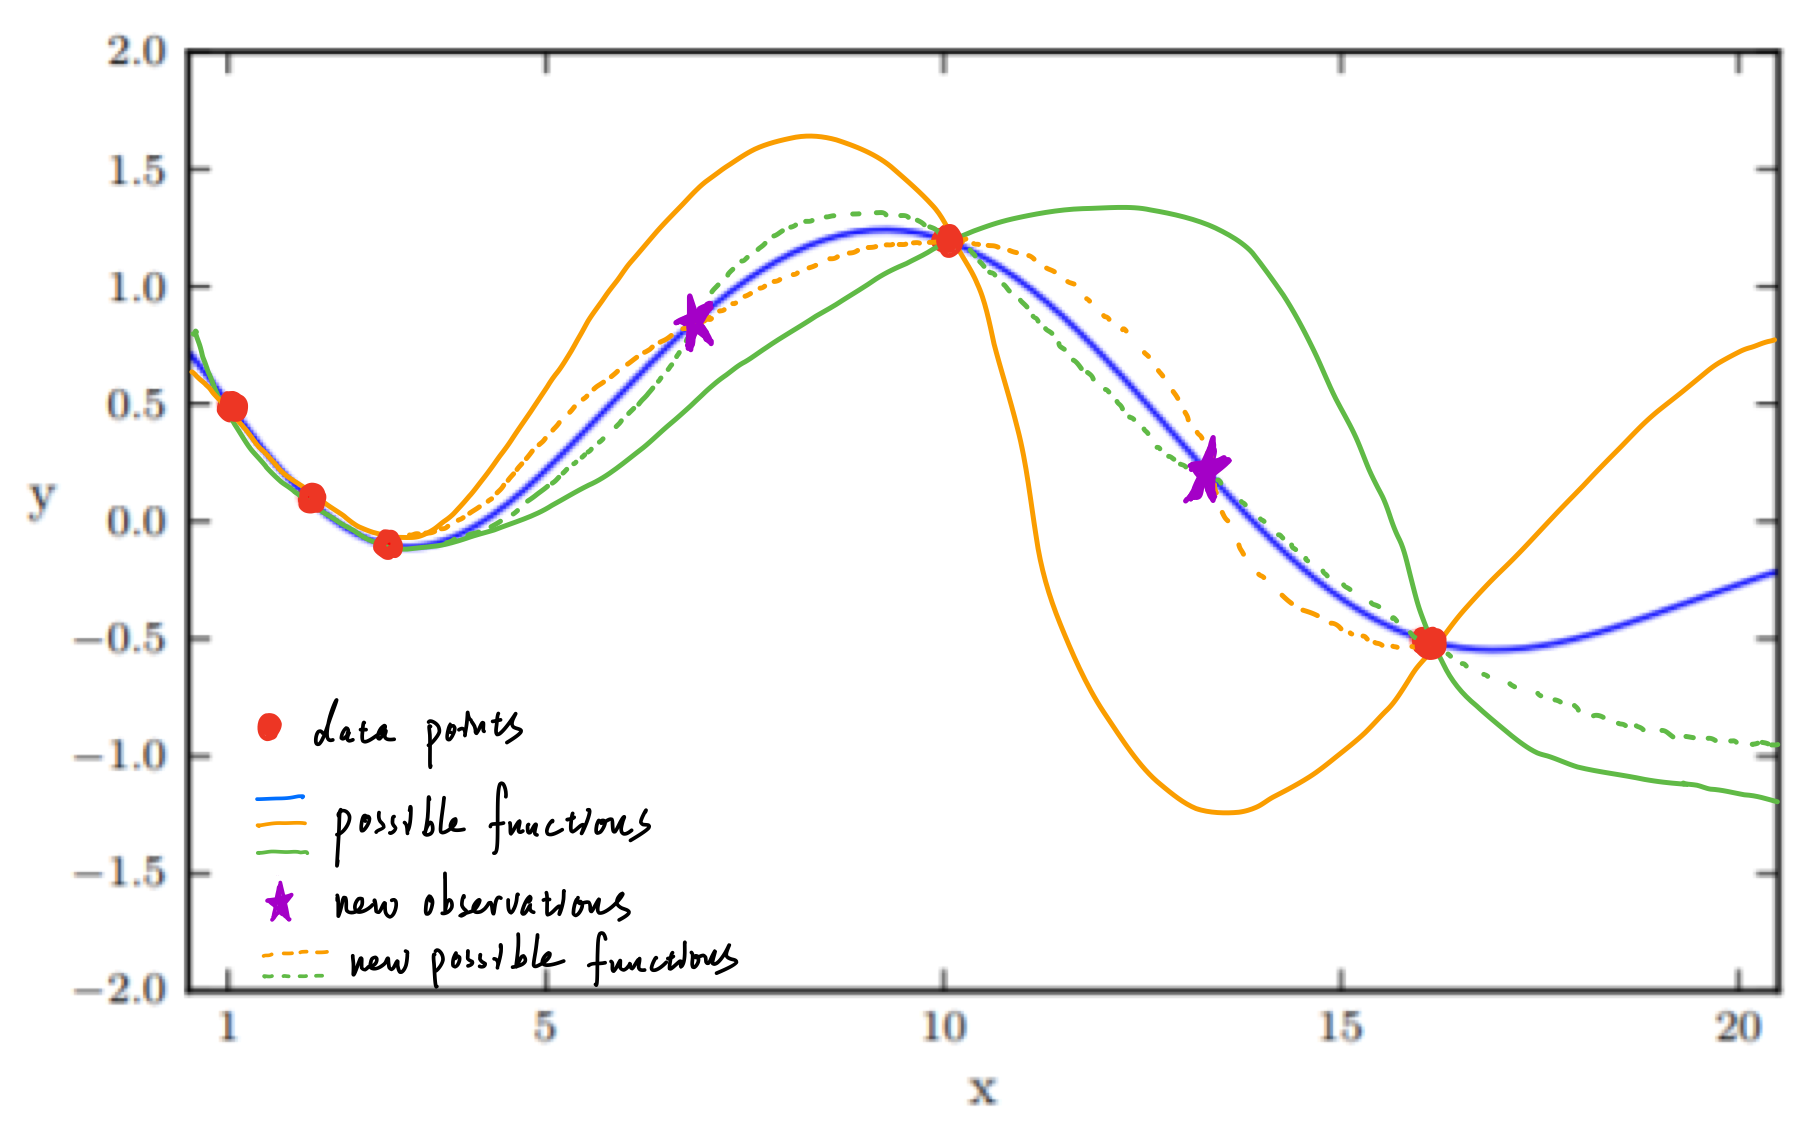 2.0
1.5
1.0
0.5
y
0.0
−0.5
−1.0
−1.5
−2.0
data points
possible functions
new observations
new possible functions
1 5 10 15 20
x